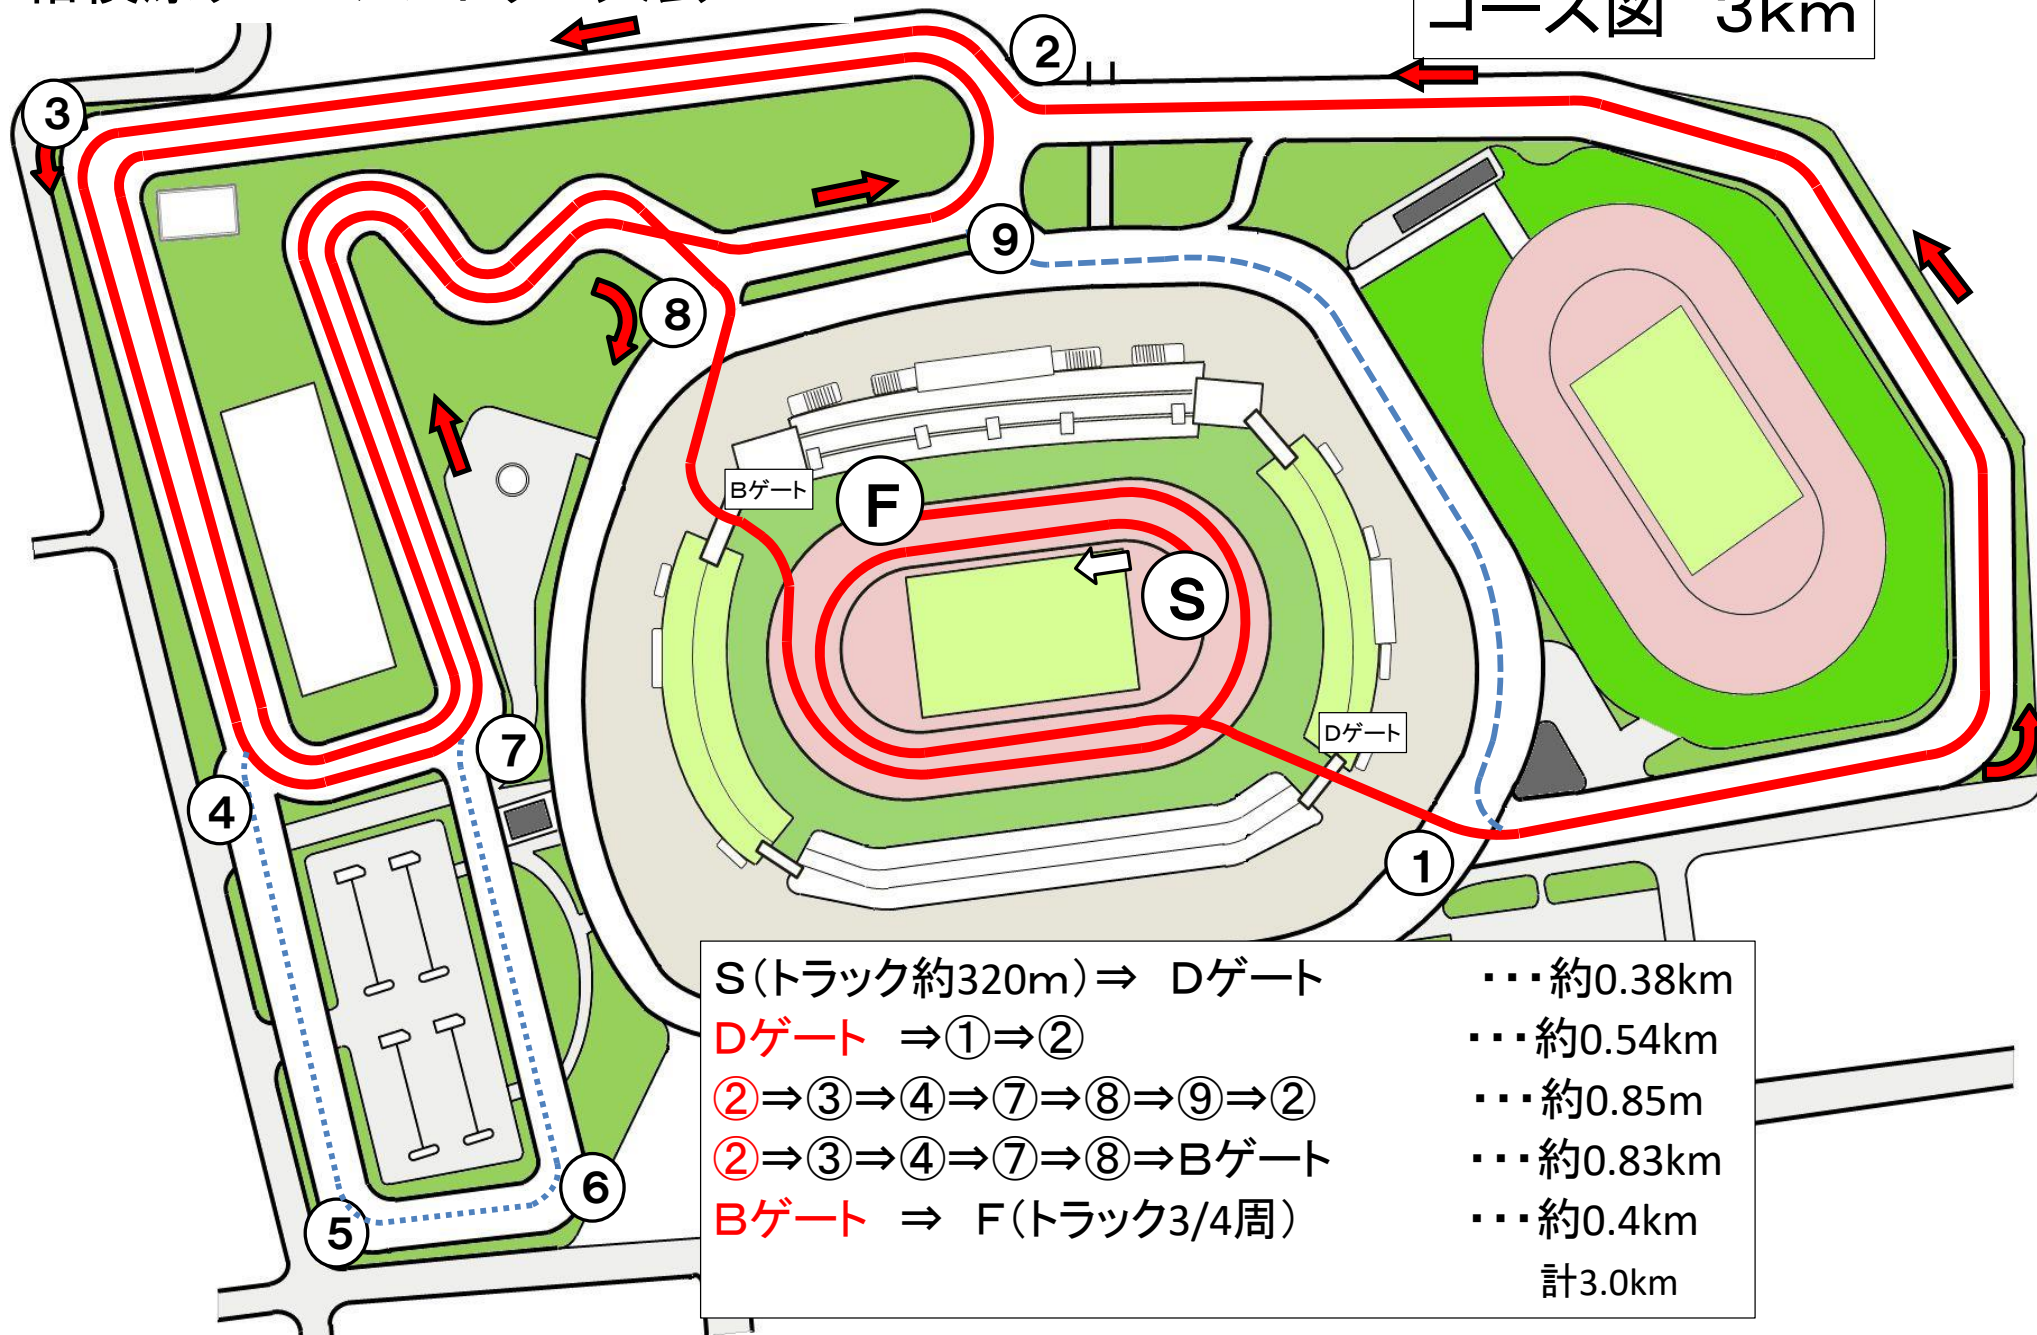 コース図 3km
2
3
9
8
Bゲート
F
S
Dゲート
7
4
1
6
5
S(トラック約320m)⇒ Dゲート ・・・約0.38km
Dゲート ⇒①⇒② ・・・約0.54km
②⇒③⇒④⇒⑦⇒⑧⇒⑨⇒② ・・・約0.85m
②⇒③⇒④⇒⑦⇒⑧⇒Bゲート ・・・約0.83km
Bゲート ⇒ F(トラック3/4周) ・・・約0.4km
計3.0km